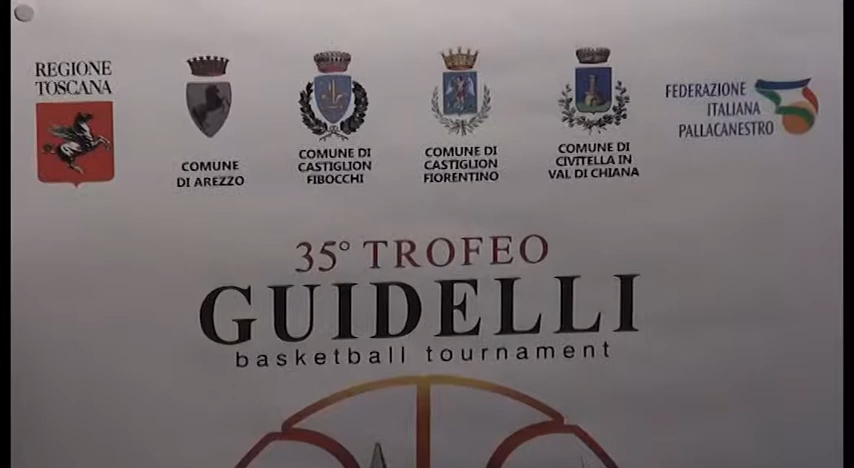 REGIONE
TOSCANA
COMUNE
DI AREZZO
COMUNE DI
CASTIGLION
FIBOCCHI
COMUNE DI
CASTIGLION
FIORENTINO
COMUNE DI
CIVITELLA IN
VAL DI CHIANA
FEDERAZIONE
ITALIANA
PALLACANESTRO
35° TROFEO
GUIDELLI
basketball tournament